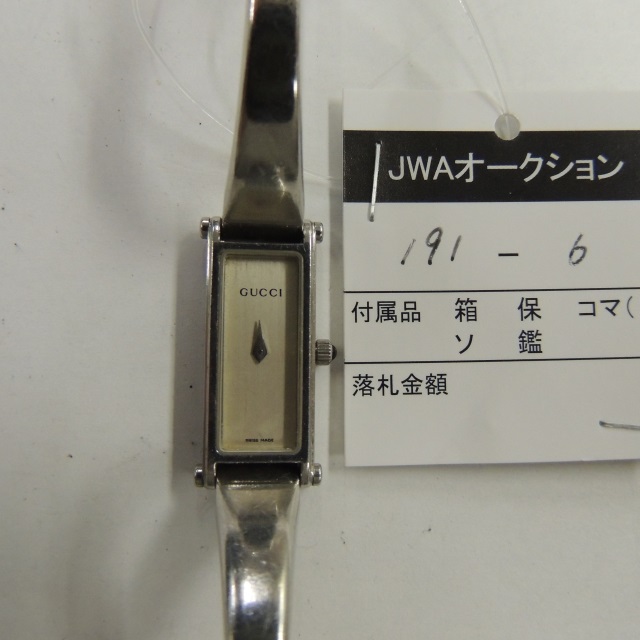 GUCCI
SWISS MADE
JWAオークション
191 - 6
付属品 箱 保 コマ(
ソ 鑑
落札金額